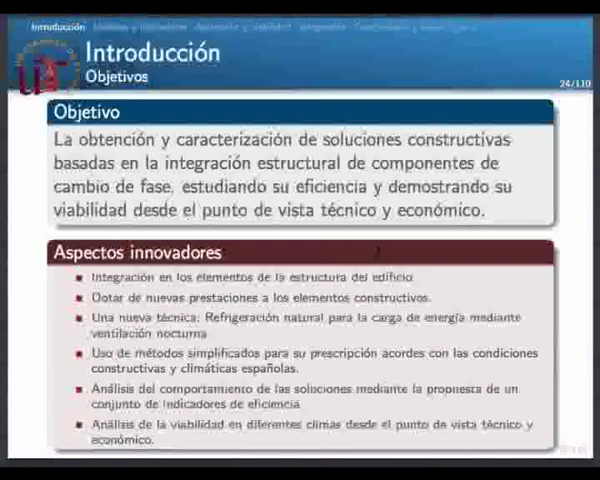 Introducción
Introducción
Objetivos
24/110
Objetivo
La obtención y caracterización de soluciones constructivas
basadas en la integración estructural de componentes de
cambio de fase, estudiando su eficiencia y demostrando su
viabilidad desde el punto de vista técnico y económico.
Aspectos innovadores
Integración en los elementos de la estructura del edificio
Dotar de nuevas prestaciones a los elementos constructivos.
Una nueva técnica: Refrigeración natural para la carga de energía mediante
ventilación nocturna
Uso de métodos simplificados para su prescripción acordes con las condiciones
constructivas y climáticas españolas.
Análisis del comportamiento de las soluciones mediante la propuesta de un
conjunto de indicadores de eficiencia
Análisis de la viabilidad en diferentes climas desde el punto de vista técnico y
económico.